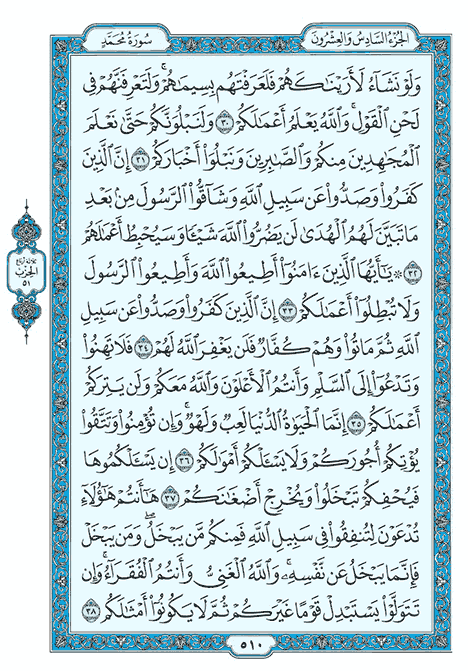 الجزء السادس والعشرون
سورة محمد
وَلَوْ نَشَآءُ لَأَرَيْنَٰكَهُمْ فَلَعَرَفْتَهُم بِسِيمَٰهُمْ ۚ وَلَتَعْرِفَنَّهُمْ فِى
لَحْنِ ٱلْقَوْلِ ۚ وَٱللَّهُ يَعْلَمُ أَعْمَٰلَكُمْ ٣٠ وَلَنَبْلُوَنَّكُمْ حَتَّىٰ نَعْلَمَ
ٱلْمُجَٰهِدِينَ مِنكُمْ وَٱلصَّٰبِرِينَ وَنَبْلُوَا۟ أَخْبَارَكُمْ ٣١ إِنَّ ٱلَّذِينَ
كَفَرُوا۟ وَصَدُّوا۟ عَن سَبِيلِ ٱللَّهِ وَشَآقُّوا۟ ٱلرَّسُولَ مِنۢ بَعْدِ
مَا تَبَيَّنَ لَهُمُ ٱلْهُدَىٰ لَن يَضُرُّوا۟ ٱللَّهَ شَيْـًٔا وَسَيُحْبِطُ أَعْمَٰلَهُمْ
٣٢ ۞ يَٰٓأَيُّهَا ٱلَّذِينَ ءَامَنُوٓا۟ أَطِيعُوا۟ ٱللَّهَ وَأَطِيعُوا۟ ٱلرَّسُولَ
وَلَا تُبْطِلُوٓا۟ أَعْمَٰلَكُمْ ٣٣ إِنَّ ٱلَّذِينَ كَفَرُوا۟ وَصَدُّوا۟ عَن سَبِيلِ
ٱللَّهِ ثُمَّ مَاتُوا۟ وَهُمْ كُفَّارٌ فَلَن يَغْفِرَ ٱللَّهُ لَهُمْ ٣٤ فَلَا تَهِنُوا۟
وَتَدْعُوٓا۟ إِلَى ٱلسَّلْمِ وَأَنتُمُ ٱلْأَعْلَوْنَ وَٱللَّهُ مَعَكُمْ وَلَن يَتِرَكُمْ
أَعْمَٰلَكُمْ ٣٥ إِنَّمَا ٱلْحَيَوٰةُ ٱلدُّنْيَا لَعِبٌ وَلَهْوٌ ۚ وَإِن تُؤْمِنُوا۟ وَتَتَّقُوا۟
يُؤْتِكُمْ أُجُورَكُمْ وَلَا يَسْـَٔلْكُمْ أَمْوَٰلَكُمْ ٣٦ إِن يَسْـَٔلْكُمُوهَا
فَيُحْفِكُمْ تَبْخَلُوا۟ وَيُخْرِجْ أَضْغَٰنَكُمْ ٣٧ هَٰٓأَنتُمْ هَٰٓؤُلَآءِ
تُدْعَوْنَ لِتُنفِقُوا۟ فِى سَبِيلِ ٱللَّهِ فَمِنكُم مَّن يَبْخَلُ ۖ وَمَن يَبْخَلْ
فَإِنَّمَا يَبْخَلُ عَن نَّفْسِهِۦ ۚ وَٱللَّهُ ٱلْغَنِىُّ وَأَنتُمُ ٱلْفُقَرَآءُ ۚ وَإِن
تَتَوَلَّوْا۟ يَسْتَبْدِلْ قَوْمًا غَيْرَكُمْ ثُمَّ لَا يَكُونُوٓا۟ أَمْثَٰلَكُم ٣٨
ثلاثة أرباع
الحزب
٥١
٥١٠